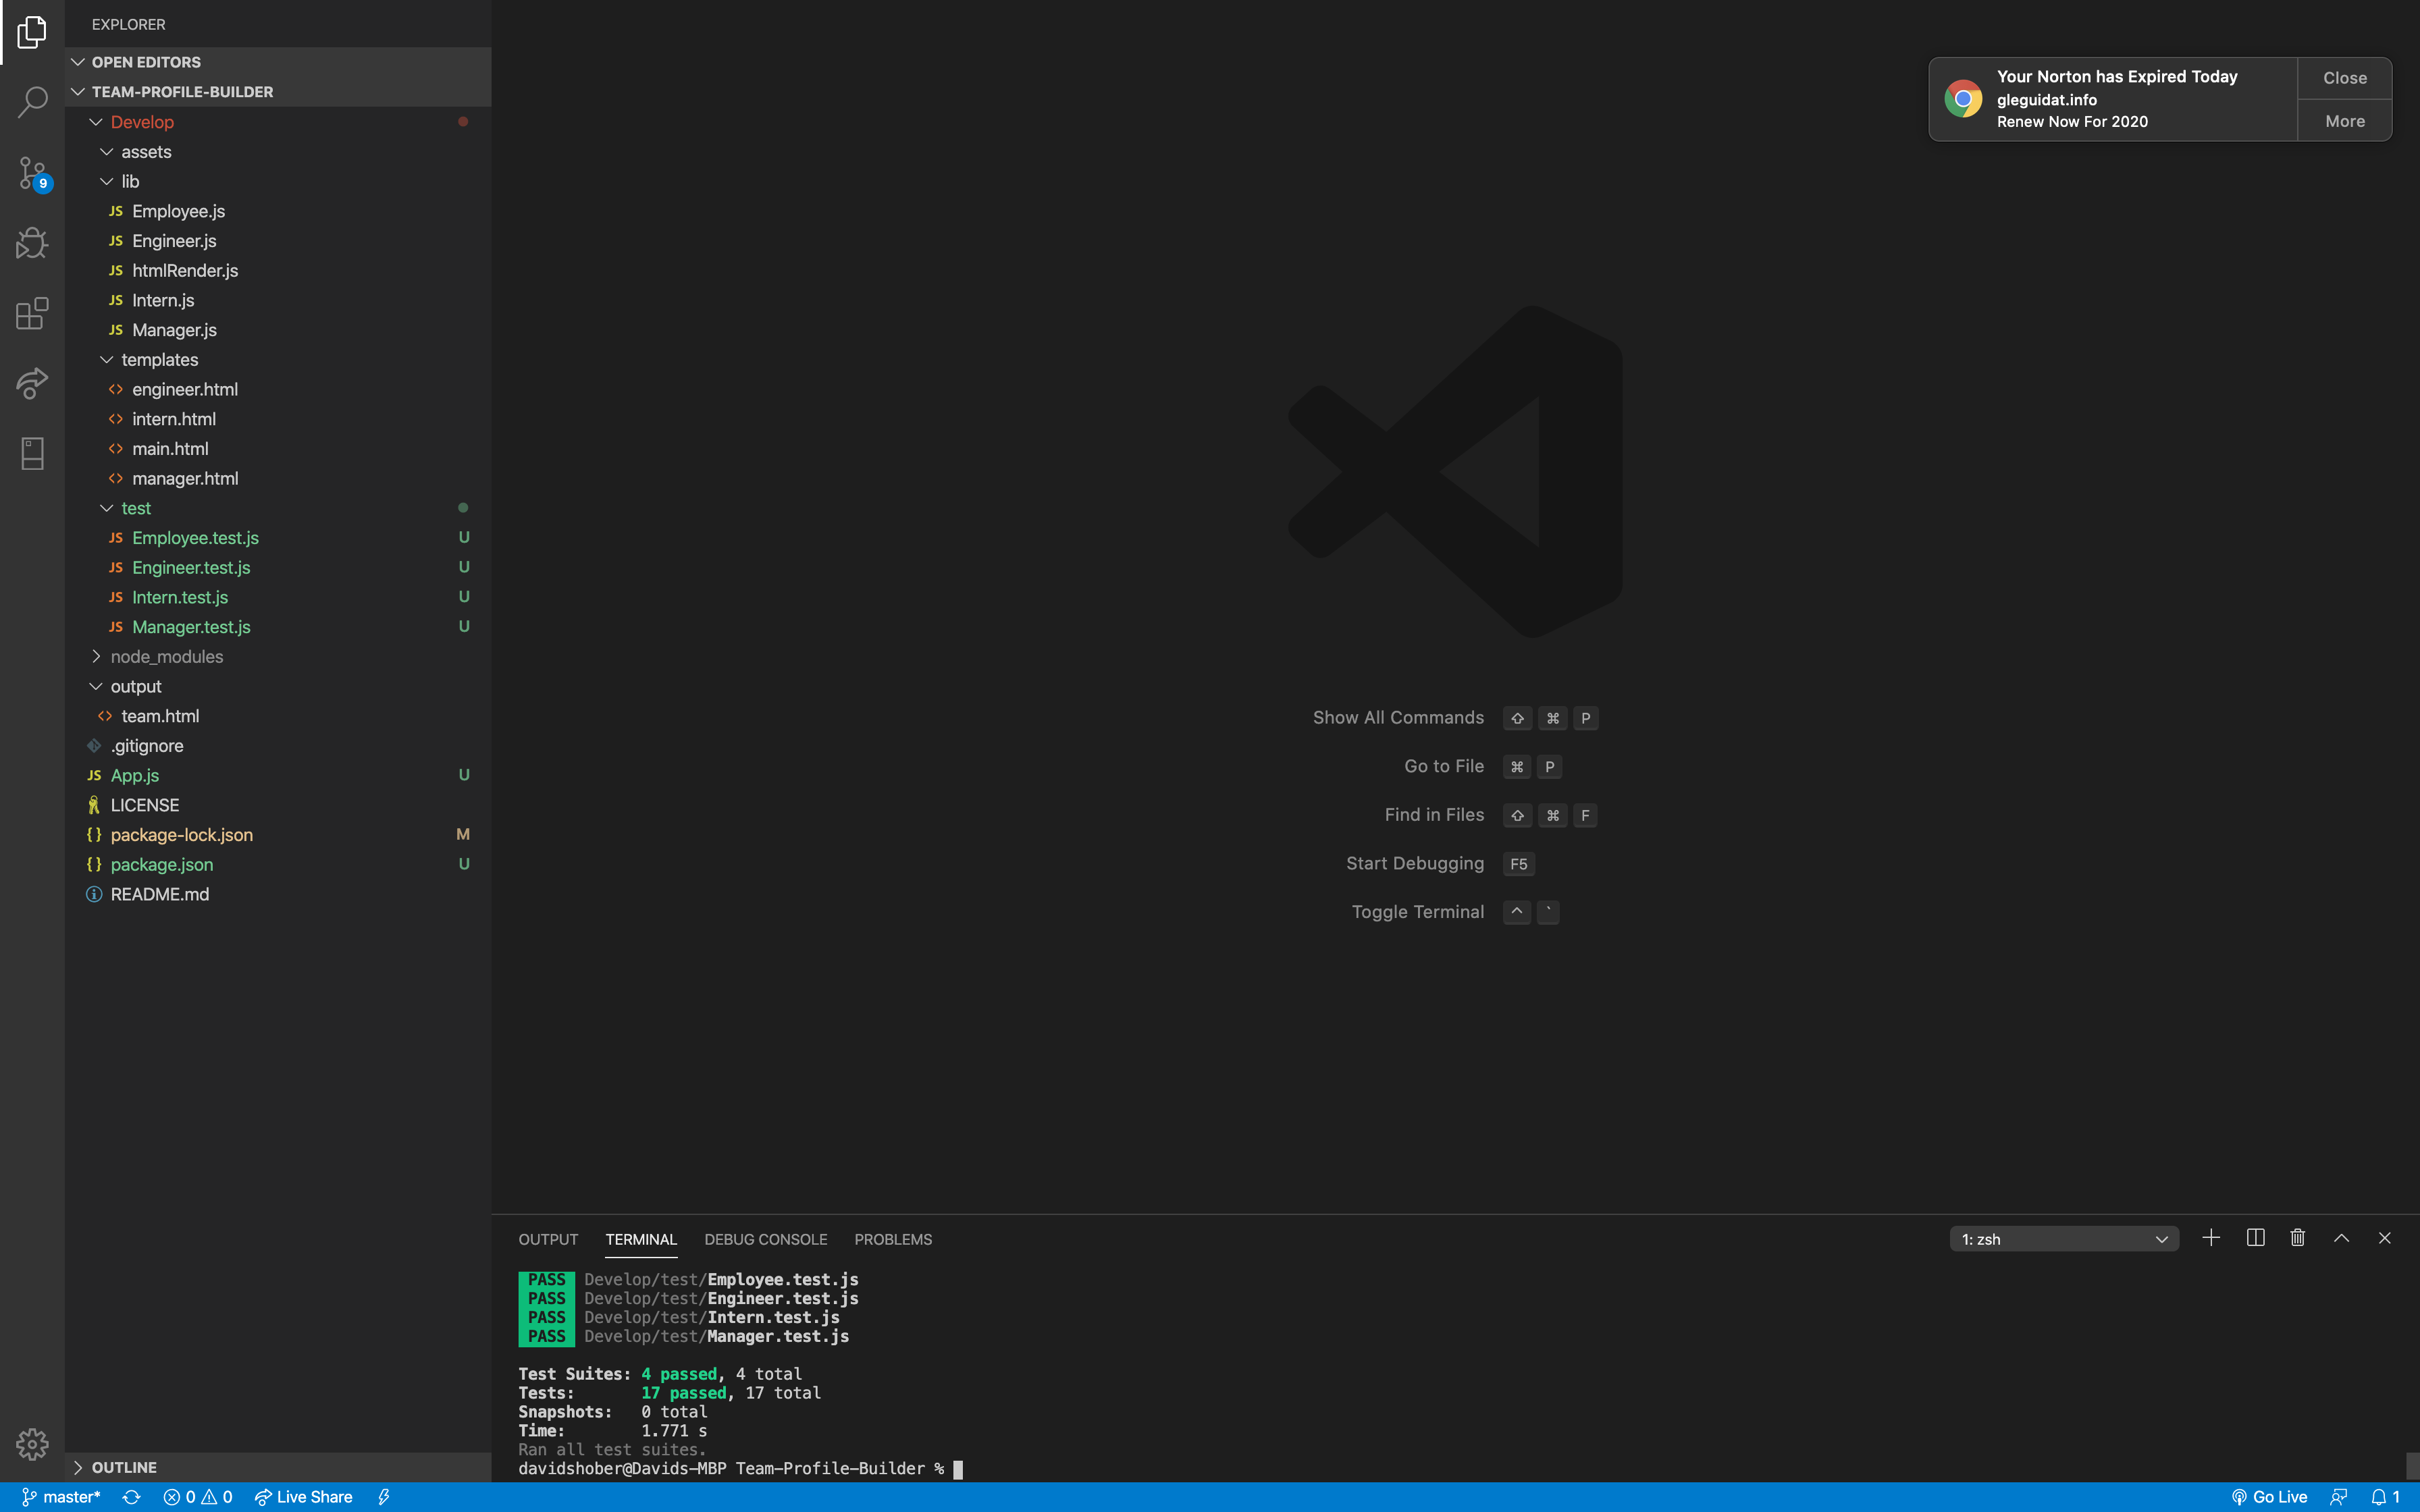 EXPLORER
OPEN EDITORS
TEAM-PROFILE-BUILDER
Develop
assets
lib
JS Employee.js
JS Engineer.js
JS htmlRender.js
JS Intern.js
JS Manager.js
templates
<> engineer.html
<> intern.html
<> main.html
<> manager.html
test
JS Employee.test.js U
JS Engineer.test.js U
JS Intern.test.js U
JS Manager.test.js U
node_modules
output
<> team.html
.gitignore
JS App.js U
LICENSE
{} package-lock.json M
{} package.json U
README.md
OUTLINE
9
Your Norton has Expired Today
gleguidat.info
Renew Now For 2020
Close
More
Show All Commands ⇧ ⌘ P
Go to File ⌘ P
Find in Files ⇧ ⌘ F
Start Debugging F5
Toggle Terminal ^ `
OUTPUT TERMINAL DEBUG CONSOLE PROBLEMS
1: zsh
PASS Develop/test/Employee.test.js
PASS Develop/test/Engineer.test.js
PASS Develop/test/Intern.test.js
PASS Develop/test/Manager.test.js
Test Suites: 4 passed, 4 total
Tests: 17 passed, 17 total
Snapshots: 0 total
Time: 1.771 s
Ran all test suites.
davidshober@Davids-MBP Team-Profile-Builder %
master* 0 0 Live Share
Go Live 1